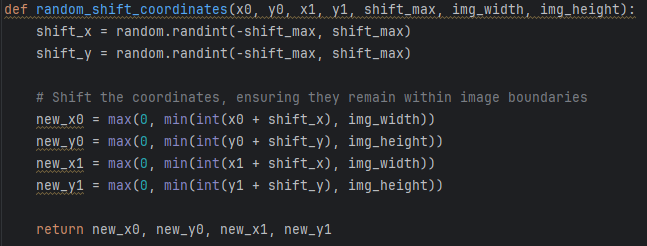 def random_shift_coordinates(x0, y0, x1, y1, shift_max, img_width, img_height):
    shift_x = random.randint(-shift_max, shift_max)
    shift_y = random.randint(-shift_max, shift_max)

    # Shift the coordinates, ensuring they remain within image boundaries
    new_x0 = max(0, min(int(x0 + shift_x), img_width))
    new_y0 = max(0, min(int(y0 + shift_y), img_height))
    new_x1 = max(0, min(int(x1 + shift_x), img_width))
    new_y1 = max(0, min(int(y1 + shift_y), img_height))

    return new_x0, new_y0, new_x1, new_y1